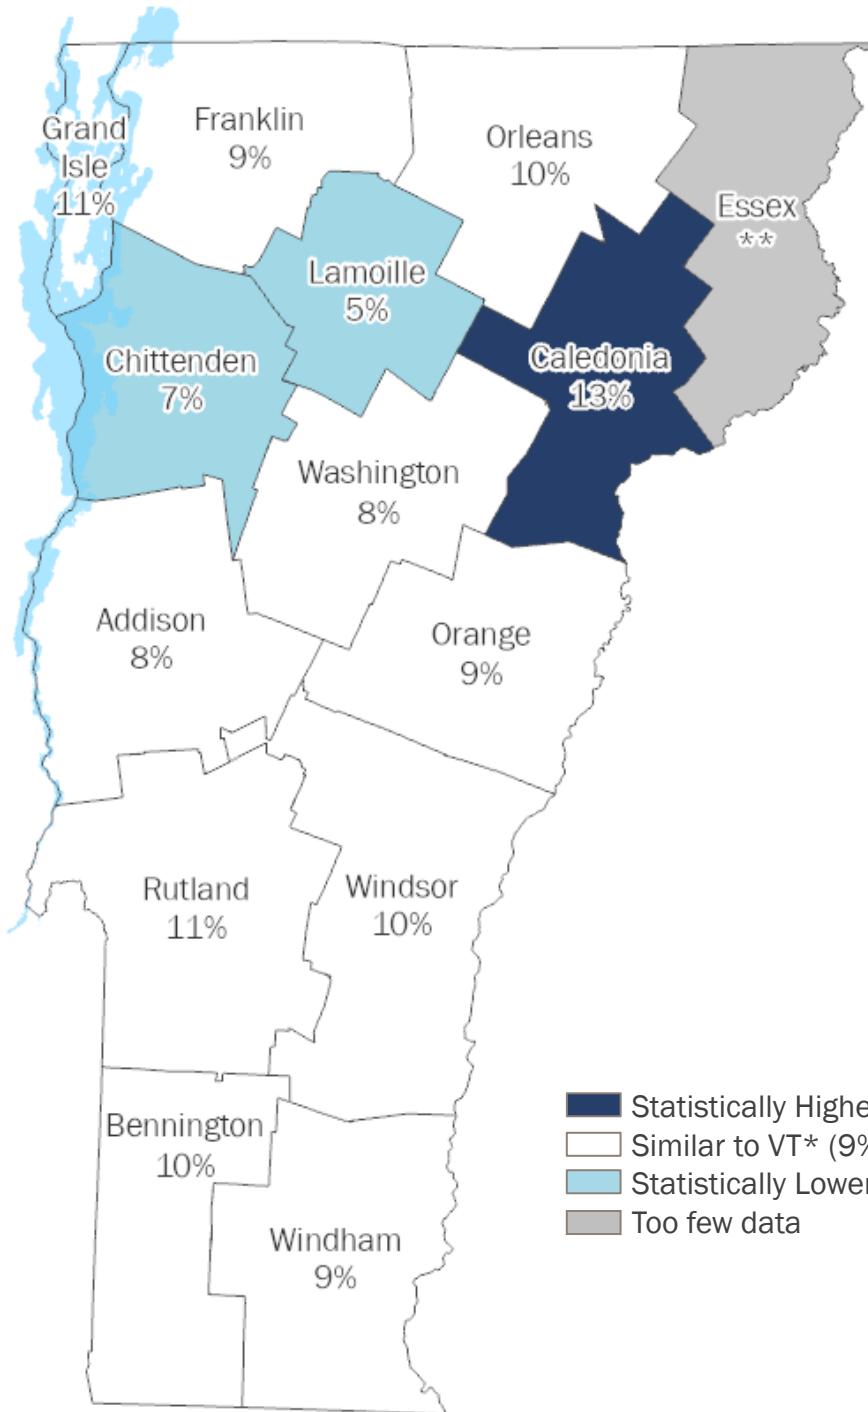 Grand
Isle
11%
Franklin
9%
Orleans
10%
Essex
**
Lamoille
5%
Chittenden
7%
Caledonia
13%
Washington
8%
Addison
8%
Orange
9%
Rutland
11%
Windsor
10%
Bennington
10%
Windham
9%
Statistically Highe
Similar to VT* (9%
Statistically Lower
Too few data